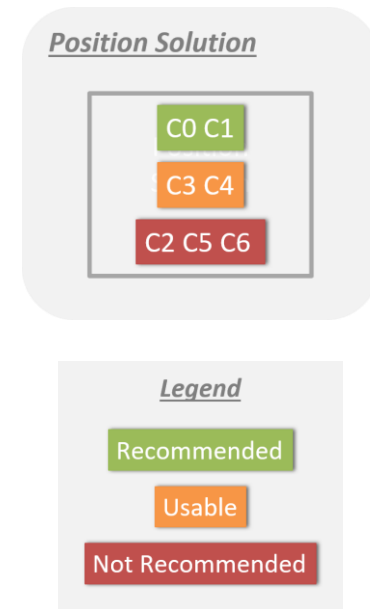 Position Solution
C0 C1
C3 C4
C2 C5 C6
Legend
Recommended
Usable
Not Recommended